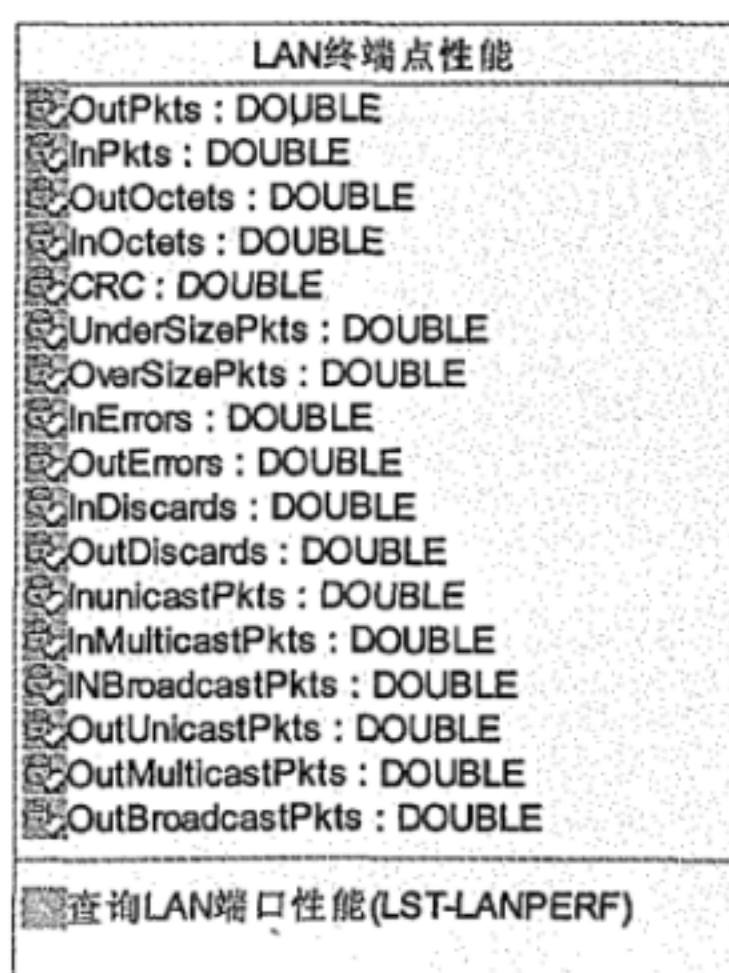 LAN终端点性能
OutPkts : DOUBLE
InPkts : DOUBLE
OutOctets : DOUBLE
InOctets : DOUBLE
CRC : DOUBLE
UnderSizePkts : DOUBLE
OverSizePkts : DOUBLE
InErrors : DOUBLE
OutErrors : DOUBLE
InDiscards : DOUBLE
OutDiscards : DOUBLE
InunicastPkts : DOUBLE
InMulticastPkts : DOUBLE
INBroadcastPkts : DOUBLE
OutUnicastPkts : DOUBLE
OutMulticastPkts : DOUBLE
OutBroadcastPkts : DOUBLE
查询LAN端口性能(LST-LANPERF)